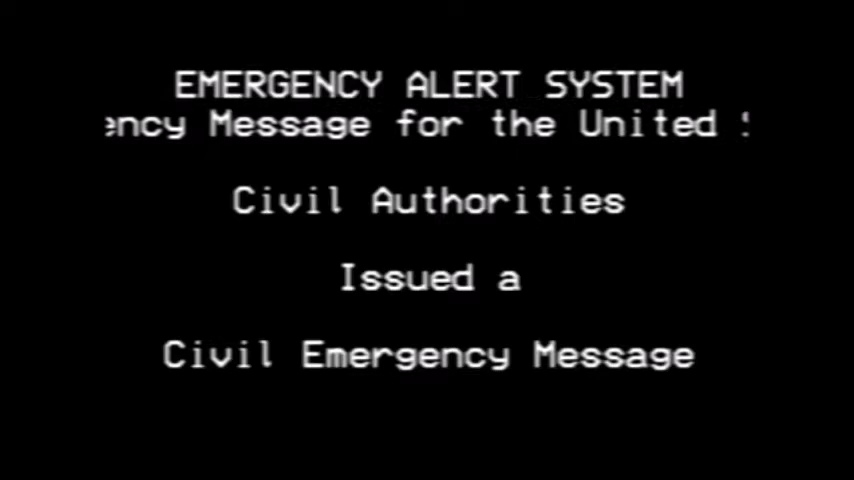 EMERGENCY ALERT SYSTEM
ency Message for the United
Civil Authorities
Issued a
Civil Emergency Message